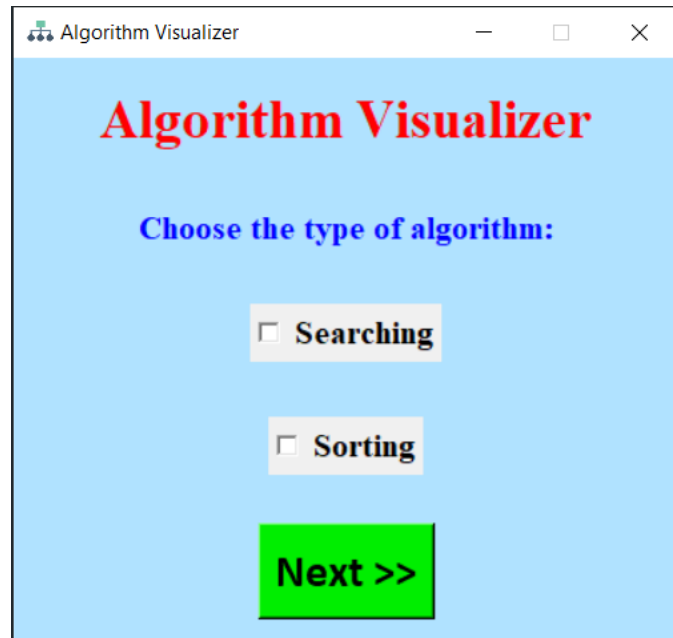 Algorithm Visualizer
Algorithm Visualizer
Choose the type of algorithm:
Searching
Sorting
Next >>